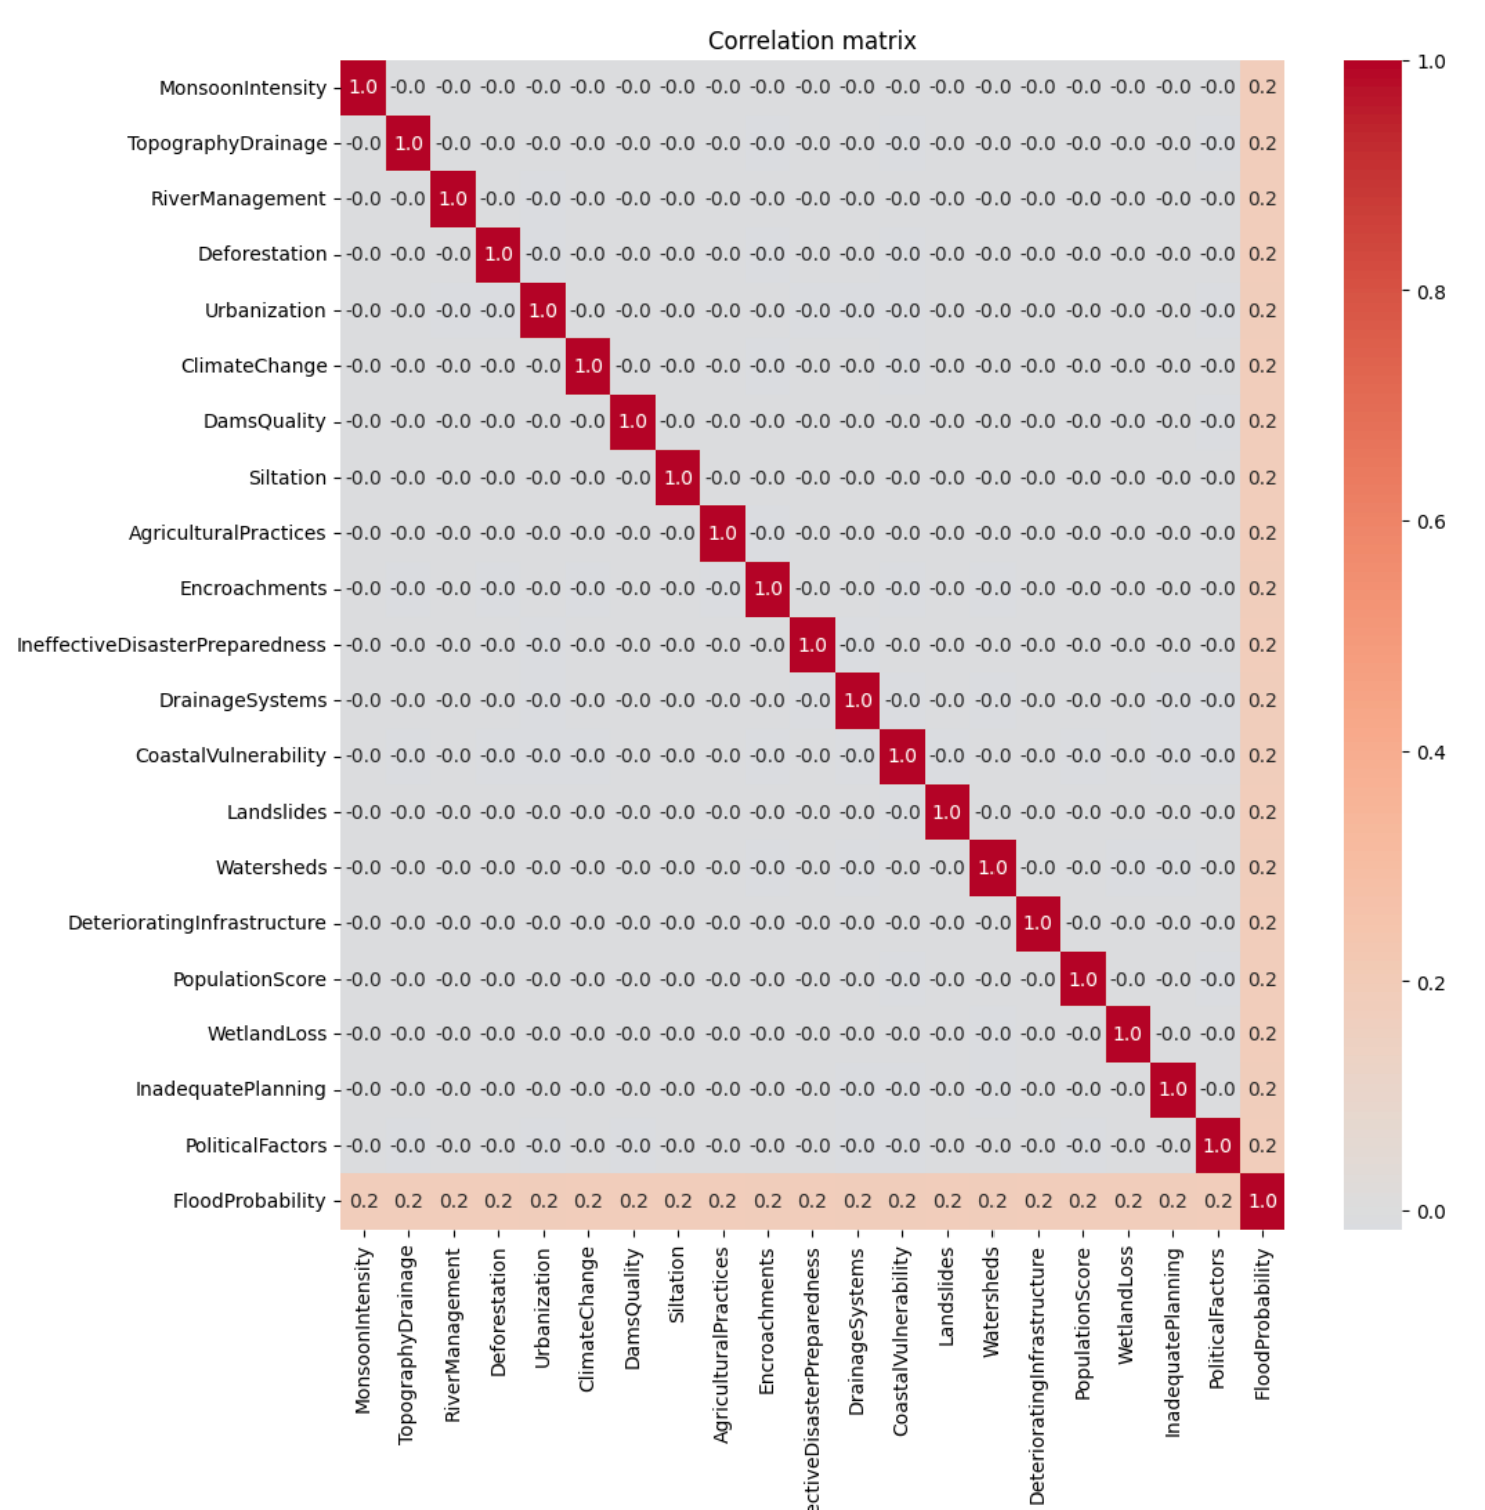 Correlation matrix
MonsoonIntensity 1.0 -0.0 -0.0 -0.0 -0.0 -0.0 -0.0 -0.0 -0.0 -0.0 -0.0 -0.0 -0.0 -0.0 -0.0 -0.0 -0.0 -0.0 -0.0 -0.0 0.2
TopographyDrainage -0.0 1.0 -0.0 -0.0 -0.0 -0.0 -0.0 -0.0 -0.0 -0.0 -0.0 -0.0 -0.0 -0.0 -0.0 -0.0 -0.0 -0.0 -0.0 -0.0 0.2
RiverManagement -0.0 -0.0 1.0 -0.0 -0.0 -0.0 -0.0 -0.0 -0.0 -0.0 -0.0 -0.0 -0.0 -0.0 -0.0 -0.0 -0.0 -0.0 -0.0 -0.0 0.2
Deforestation -0.0 -0.0 -0.0 1.0 -0.0 -0.0 -0.0 -0.0 -0.0 -0.0 -0.0 -0.0 -0.0 -0.0 -0.0 -0.0 -0.0 -0.0 -0.0 -0.0 0.2
Urbanization -0.0 -0.0 -0.0 -0.0 1.0 -0.0 -0.0 -0.0 -0.0 -0.0 -0.0 -0.0 -0.0 -0.0 -0.0 -0.0 -0.0 -0.0 -0.0 -0.0 0.2
ClimateChange -0.0 -0.0 -0.0 -0.0 -0.0 1.0 -0.0 -0.0 -0.0 -0.0 -0.0 -0.0 -0.0 -0.0 -0.0 -0.0 -0.0 -0.0 -0.0 -0.0 0.2
DamsQuality -0.0 -0.0 -0.0 -0.0 -0.0 -0.0 1.0 -0.0 -0.0 -0.0 -0.0 -0.0 -0.0 -0.0 -0.0 -0.0 -0.0 -0.0 -0.0 -0.0 0.2
Siltation -0.0 -0.0 -0.0 -0.0 -0.0 -0.0 -0.0 1.0 -0.0 -0.0 -0.0 -0.0 -0.0 -0.0 -0.0 -0.0 -0.0 -0.0 -0.0 -0.0 0.2
AgriculturalPractices -0.0 -0.0 -0.0 -0.0 -0.0 -0.0 -0.0 -0.0 1.0 -0.0 -0.0 -0.0 -0.0 -0.0 -0.0 -0.0 -0.0 -0.0 -0.0 -0.0 0.2
Encroachments -0.0 -0.0 -0.0 -0.0 -0.0 -0.0 -0.0 -0.0 -0.0 1.0 -0.0 -0.0 -0.0 -0.0 -0.0 -0.0 -0.0 -0.0 -0.0 -0.0 0.2
IneffectiveDisasterPreparedness -0.0 -0.0 -0.0 -0.0 -0.0 -0.0 -0.0 -0.0 -0.0 -0.0 1.0 -0.0 -0.0 -0.0 -0.0 -0.0 -0.0 -0.0 -0.0 -0.0 0.2
DrainageSystems -0.0 -0.0 -0.0 -0.0 -0.0 -0.0 -0.0 -0.0 -0.0 -0.0 -0.0 1.0 -0.0 -0.0 -0.0 -0.0 -0.0 -0.0 -0.0 -0.0 0.2
CoastalVulnerability -0.0 -0.0 -0.0 -0.0 -0.0 -0.0 -0.0 -0.0 -0.0 -0.0 -0.0 -0.0 1.0 -0.0 -0.0 -0.0 -0.0 -0.0 -0.0 -0.0 0.2
Landslides -0.0 -0.0 -0.0 -0.0 -0.0 -0.0 -0.0 -0.0 -0.0 -0.0 -0.0 -0.0 -0.0 1.0 -0.0 -0.0 -0.0 -0.0 -0.0 -0.0 0.2
Watersheds -0.0 -0.0 -0.0 -0.0 -0.0 -0.0 -0.0 -0.0 -0.0 -0.0 -0.0 -0.0 -0.0 -0.0 1.0 -0.0 -0.0 -0.0 -0.0 -0.0 0.2
DeterioratingInfrastructure -0.0 -0.0 -0.0 -0.0 -0.0 -0.0 -0.0 -0.0 -0.0 -0.0 -0.0 -0.0 -0.0 -0.0 -0.0 1.0 -0.0 -0.0 -0.0 -0.0 0.2
PopulationScore -0.0 -0.0 -0.0 -0.0 -0.0 -0.0 -0.0 -0.0 -0.0 -0.0 -0.0 -0.0 -0.0 -0.0 -0.0 -0.0 1.0 -0.0 -0.0 -0.0 0.2
WetlandLoss -0.0 -0.0 -0.0 -0.0 -0.0 -0.0 -0.0 -0.0 -0.0 -0.0 -0.0 -0.0 -0.0 -0.0 -0.0 -0.0 -0.0 1.0 -0.0 -0.0 0.2
InadequatePlanning -0.0 -0.0 -0.0 -0.0 -0.0 -0.0 -0.0 -0.0 -0.0 -0.0 -0.0 -0.0 -0.0 -0.0 -0.0 -0.0 -0.0 -0.0 1.0 -0.0 0.2
PoliticalFactors -0.0 -0.0 -0.0 -0.0 -0.0 -0.0 -0.0 -0.0 -0.0 -0.0 -0.0 -0.0 -0.0 -0.0 -0.0 -0.0 -0.0 -0.0 -0.0 1.0 0.2
FloodProbability 0.2 0.2 0.2 0.2 0.2 0.2 0.2 0.2 0.2 0.2 0.2 0.2 0.2 0.2 0.2 0.2 0.2 0.2 0.2 0.2 1.0
MonsoonIntensity
TopographyDrainage
RiverManagement
Deforestation
Urbanization
ClimateChange
DamsQuality
Siltation
AgriculturalPractices
Encroachments
ectiveDisasterPreparedness
DrainageSystems
CoastalVulnerability
Landslides
Watersheds
DeterioratingInfrastructure
PopulationScore
WetlandLoss
InadequatePlanning
PoliticalFactors
FloodProbability
1.0
0.8
0.6
0.4
0.2
0.0